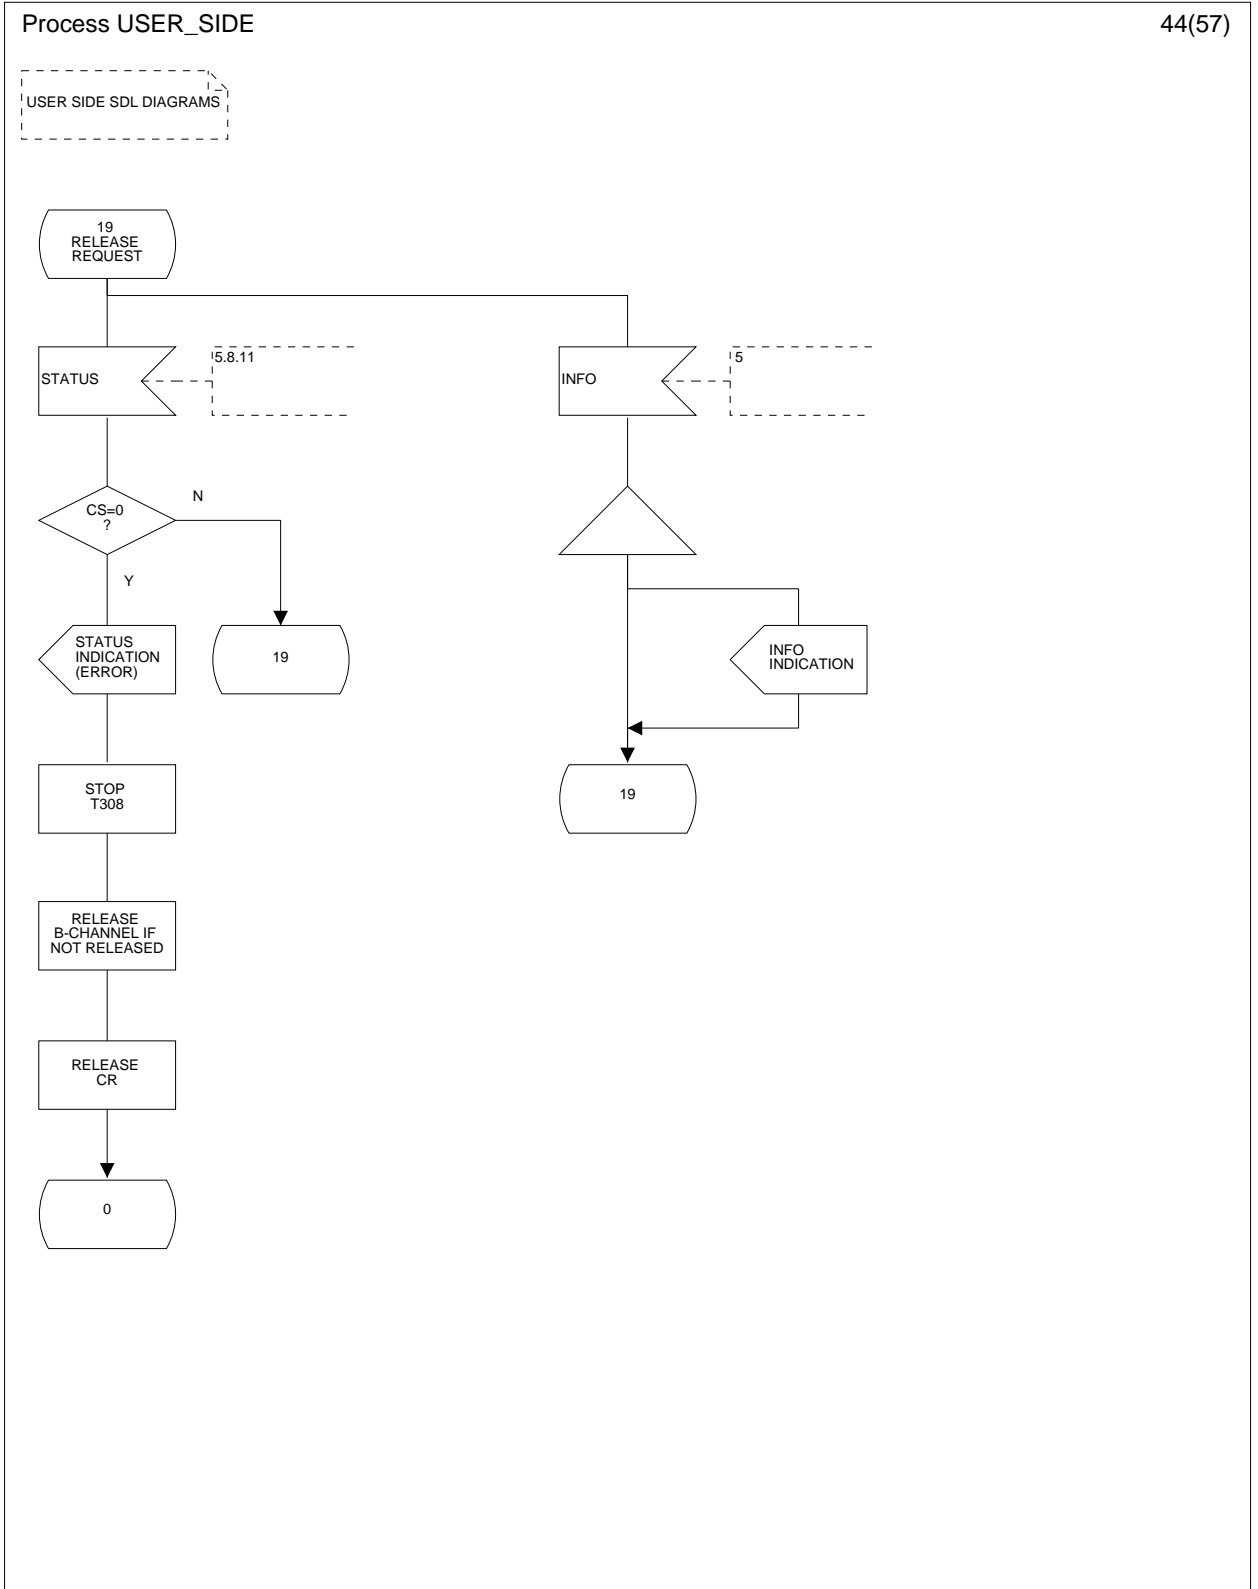 Process USER_SIDE
44(57)
USER SIDE SDL DIAGRAMS
19
RELEASE
REQUEST
STATUS
5.8.11
INFO
5
CS=0
?
N
Y
STATUS
INDICATION
(ERROR)
19
INFO
INDICATION
STOP
T308
19
RELEASE
B-CHANNEL IF
NOT RELEASED
RELEASE
CR
0